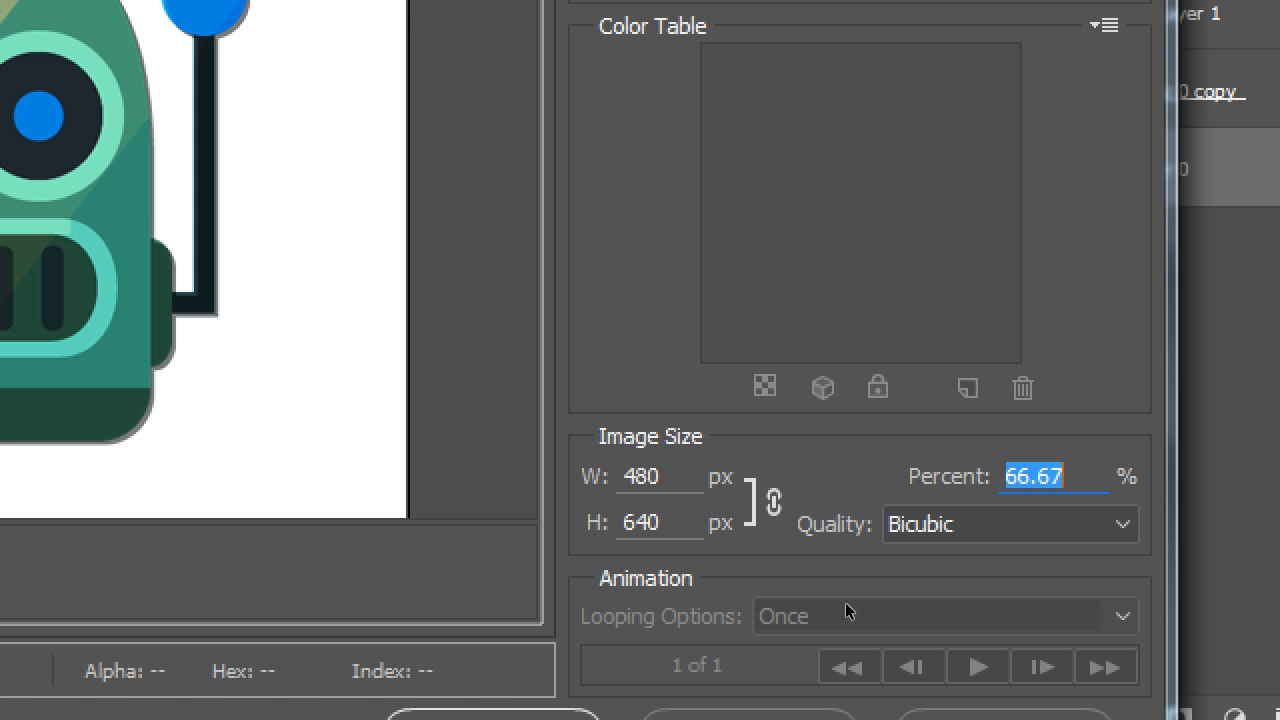 Color Table
yer 1
0 copy
0
Image Size
W: 480 px
Percent: 66.67 %
H: 640 px
Quality: Bicubic
Animation
Looping Options: Once
1 of 1
Alpha: --
Hex: --
Index: --